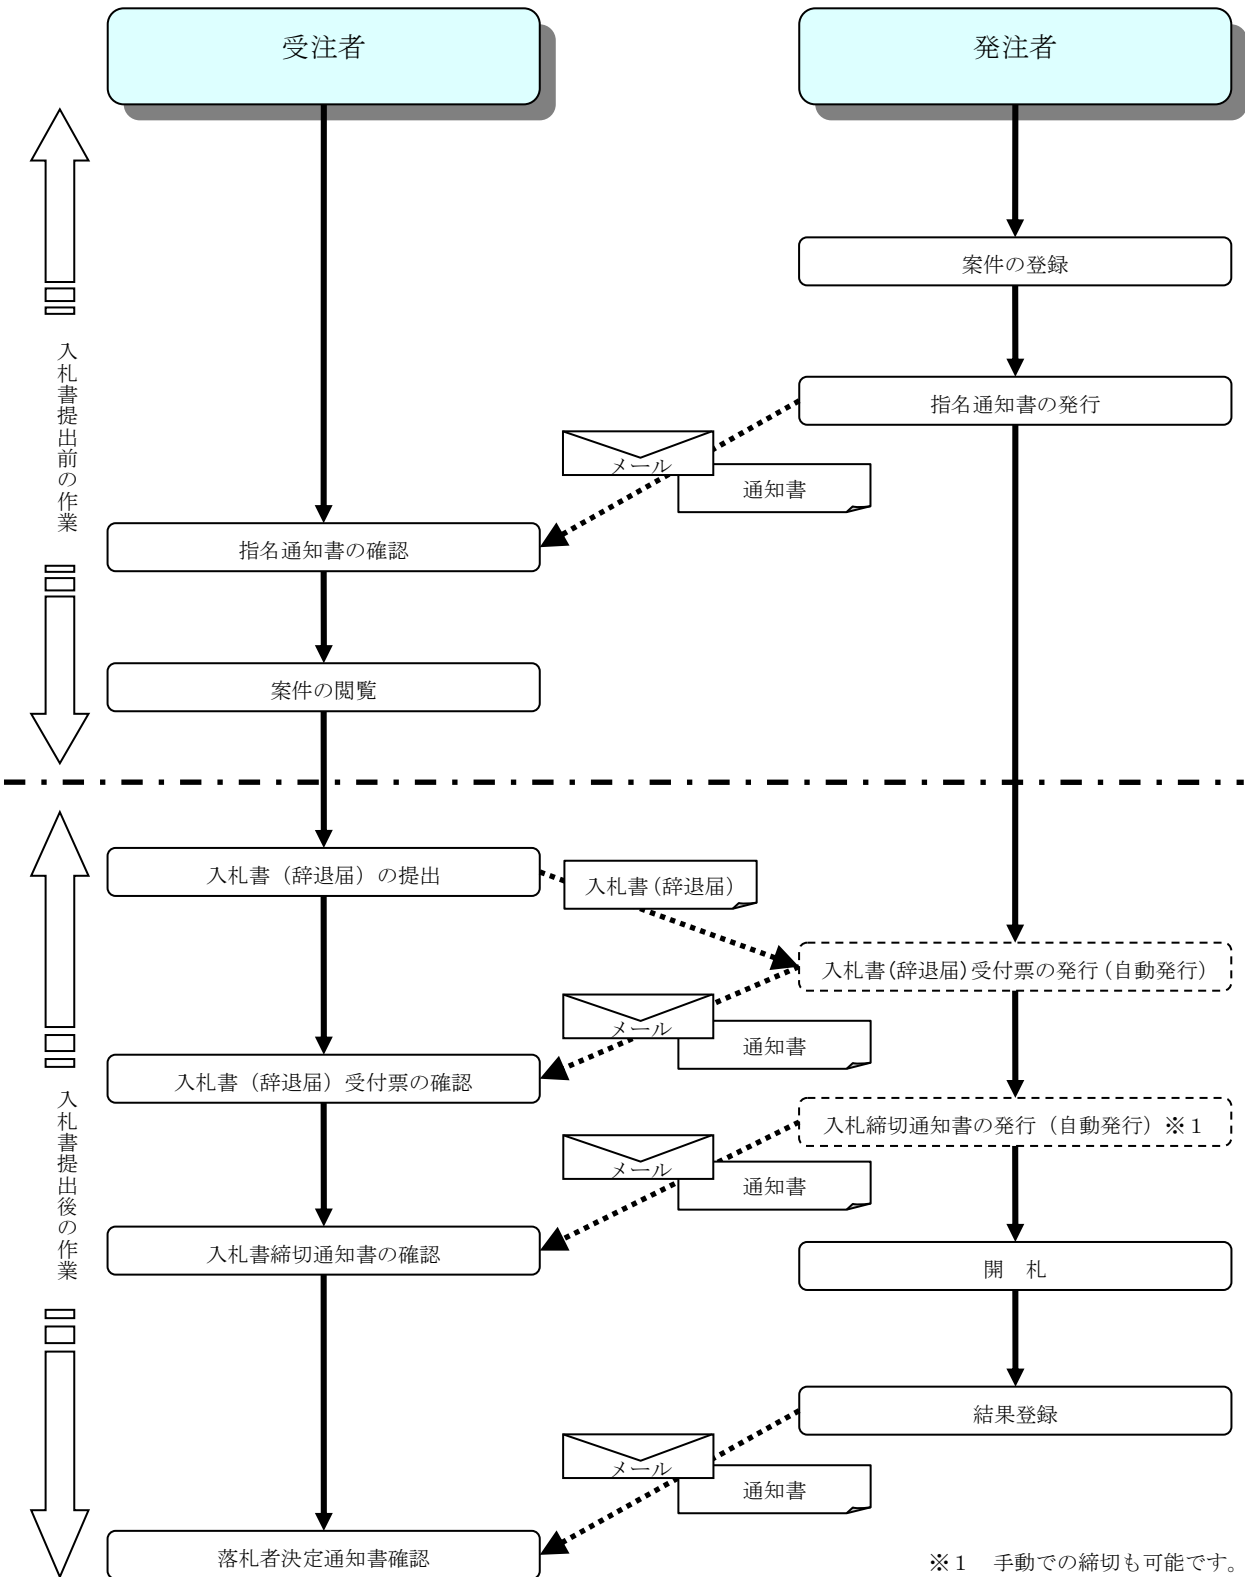 受注者
発注者
案件の登録
指名通知書の発行
メール
通知書
入札書提出前の作業
指名通知書の確認
案件の閲覧
入札書（辞退届）の提出
入札書(辞退届)
入札書(辞退届)受付票の発行(自動発行)
メール
通知書
入札書（辞退届）受付票の確認
入札締切通知書の発行（自動発行）※１
メール
通知書
入札書提出後の作業
入札書締切通知書の確認
開　札
結果登録
メール
通知書
落札者決定通知書確認
※１　手動での締切も可能です。